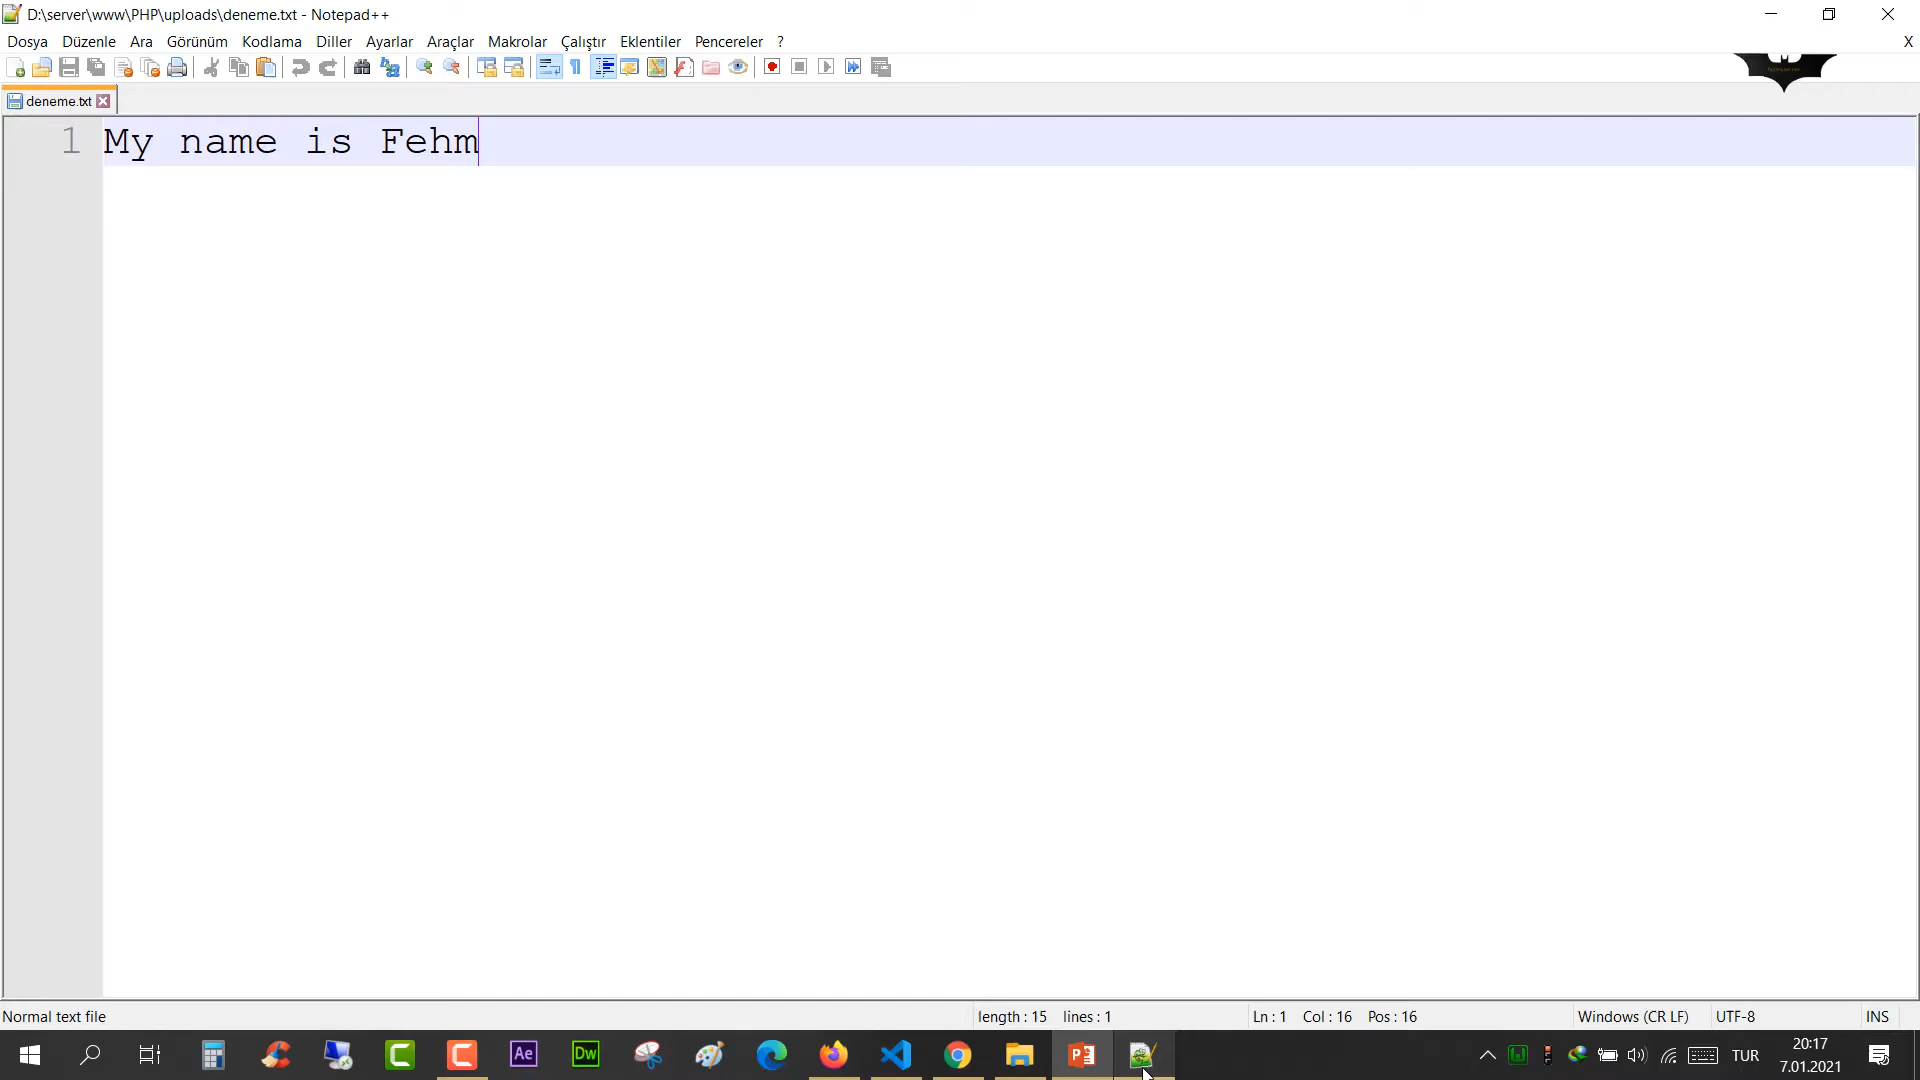 D:\server\www\PHP\uploads\deneme.txt - Notepad++
Dosya Düzenle Ara Görünüm Kodlama Diller Ayarlar Araçlar Makrolar Çalıştır Eklentiler Pencereler ? X
deneme.txt
1 My name is Fehm
Normal text file length : 15 lines : 1 Ln : 1 Col : 16 Pos : 16 Windows (CR LF) UTF-8 INS
Ae Dw TUR 20:17
7.01.2021